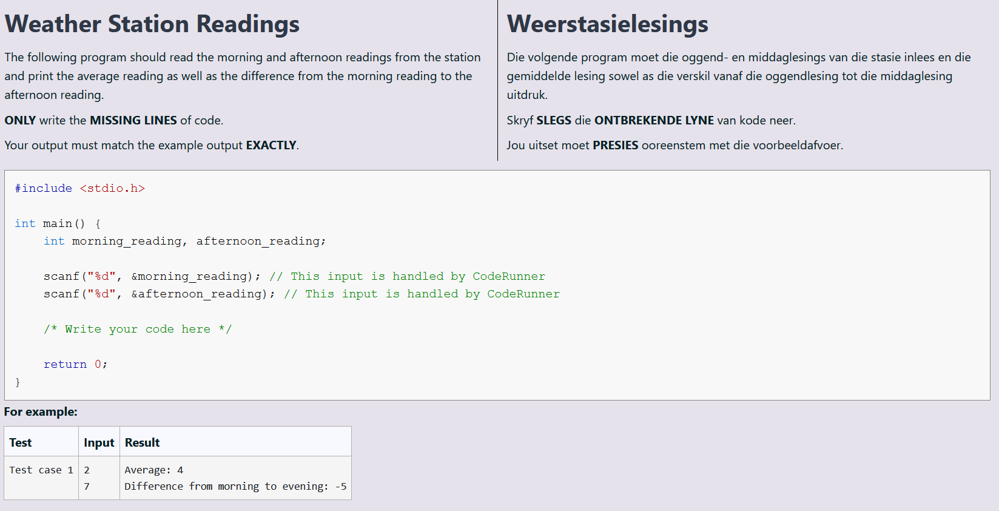 Weather Station Readings
The following program should read the morning and afternoon readings from the station
and print the average reading as well as the difference from the morning reading to the
afternoon reading.
ONLY write the MISSING LINES of code.
Your output must match the example output EXACTLY.
Weerstasielesings
Die volgende program moet die oggend- en middaglesings van die stasie inlees en die
gemiddelde lesing sowel as die verskil vanaf die oggendlesing tot die middaglesing
uitdruk.
Skryf SLEGS die ONTBREKENDE LYNE van kode neer.
Jou uitset moet PRESIES ooreenstem met die voorbeeldafvoer.
#include <stdio.h>
int main() {
    int morning_reading, afternoon_reading;
    scanf("%d", &morning_reading); // This input is handled by CodeRunner
    scanf("%d", &afternoon_reading); // This input is handled by CodeRunner
    /* Write your code here */
    return 0;
}
For example:
Test Input Result
Test case 1 2 Average: 4
7 Difference from morning to evening: -5